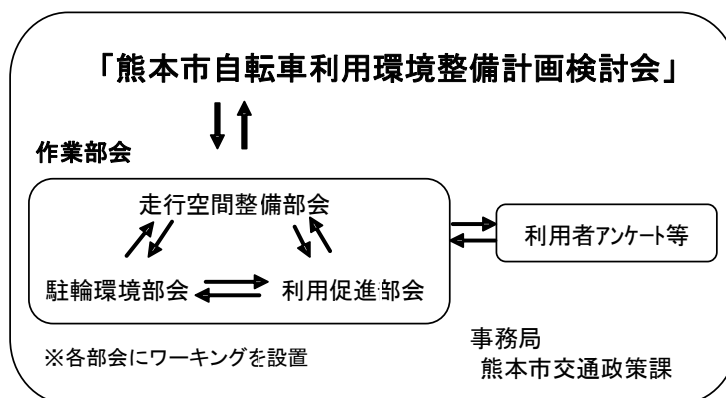 「熊本市自転車利用環境整備計画検討会」
作業部会
走行空間整備部会
利用者アンケート等
駐輪環境部会
利用促進部会
※各部会にワーキングを設置
事務局
熊本市交通政策課